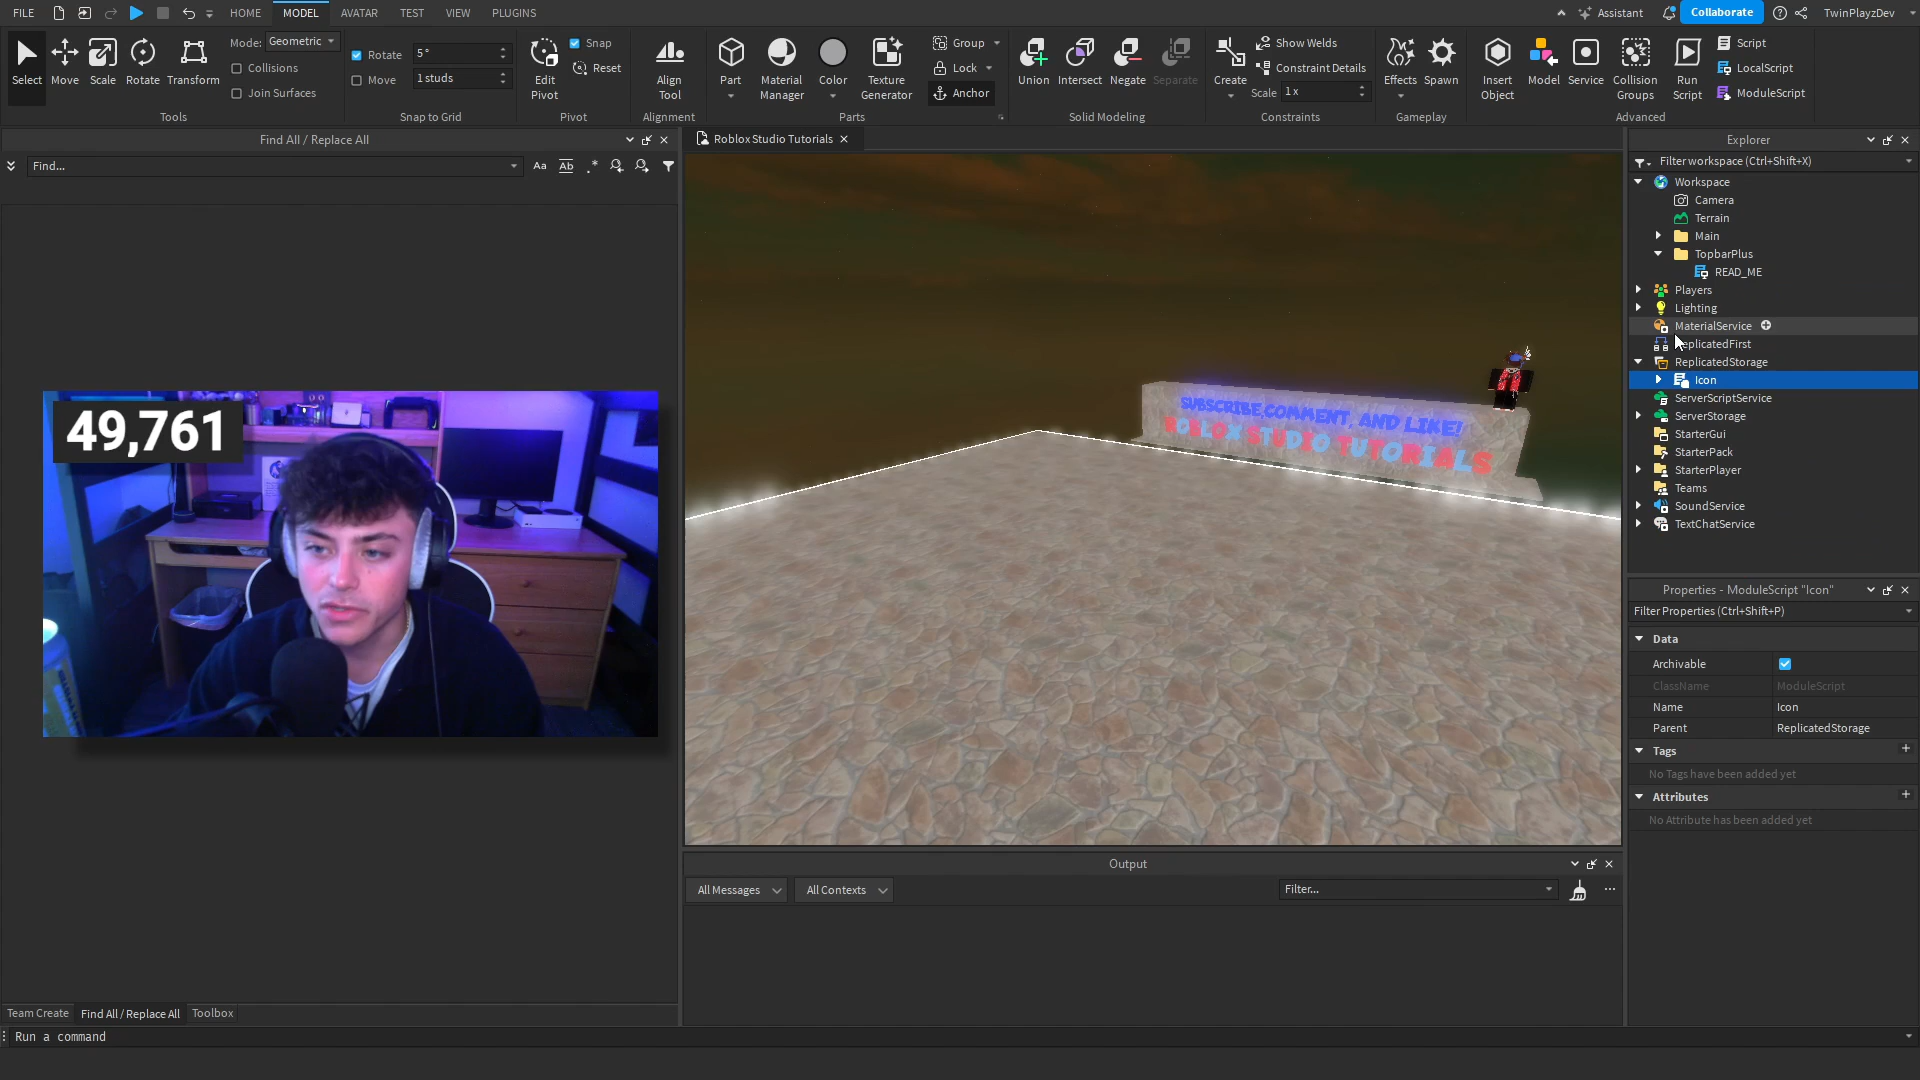 FILE HOME MODEL AVATAR TEST VIEW PLUGINS Assistant Collaborate TwinPlayzDev
Select Move Scale Rotate Transform
Mode: Geometric
Collisions
Join Surfaces
Tools
Rotate 5°
Move 1 studs
Snap to Grid
Edit Pivot
Snap
Reset
Pivot
Align Tool
Alignment
Part Material Manager Color Texture Generator
Group
Lock
Anchor
Parts
Union Intersect Negate Separate
Solid Modeling
Create
Show Welds
Constraint Details
Scale 1 x
Constraints
Effects Spawn
Gameplay
Insert Object Model Service Collision Groups Run Script
Script
LocalScript
ModuleScript
Advanced
Find All / Replace All
Find...
Aa Ab .*
49,761
Team Create Find All / Replace All Toolbox
Run a command
Roblox Studio Tutorials
SUBSCRIBE,COMMENT, AND LIKE!
ROBLOX STUDIO TUTORIALS
Output
All Messages All Contexts Filter...
Explorer
Filter workspace (Ctrl+Shift+X)
Workspace
Camera
Terrain
Main
TopbarPlus
READ_ME
Players
Lighting
MaterialService
eplicatedFirst
ReplicatedStorage
Icon
ServerScriptService
ServerStorage
StarterGui
StarterPack
StarterPlayer
Teams
SoundService
TextChatService
Properties - ModuleScript "Icon"
Filter Properties (Ctrl+Shift+P)
Data
Archivable
ClassName ModuleScript
Name Icon
Parent ReplicatedStorage
Tags
No Tags have been added yet
Attributes
No Attribute has been added yet